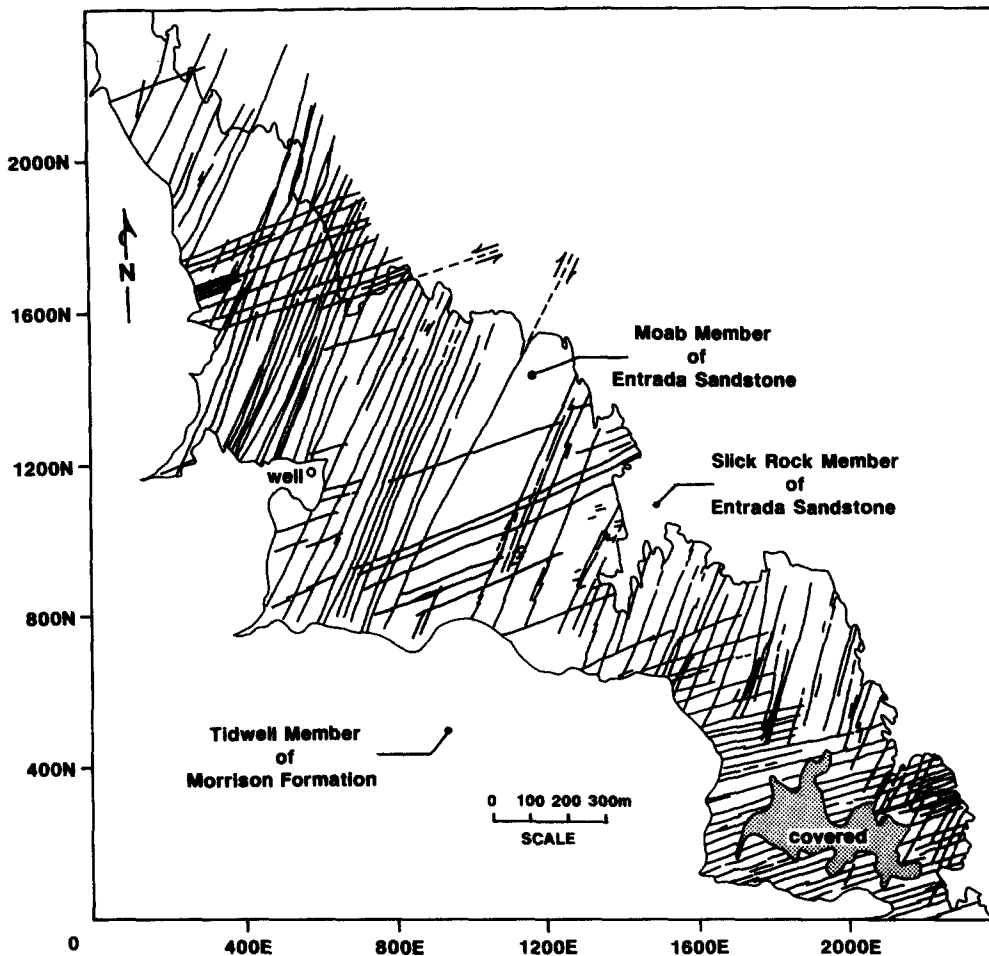 2000N
1600N
1200N
800N
400N
0
N
Moab Member
of
Entrada Sandstone
well
Slick Rock Member
of
Entrada Sandstone
Tidwell Member
of
Morrison Formation
0 100 200 300m
SCALE
covered
400E
800E
1200E
1600E
2000E